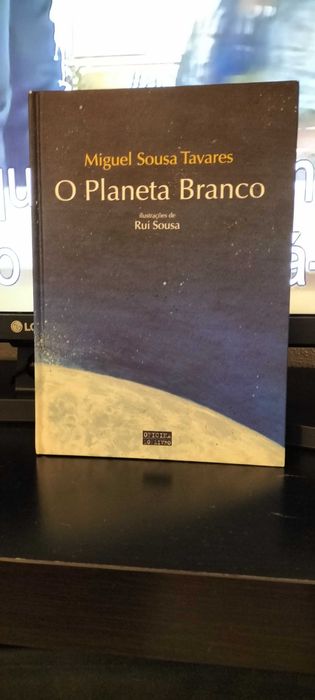 Miguel Sousa Tavares
O Planeta Branco
ilustrações de
Rui Sousa
OFICINA
DO LIVRO
LG